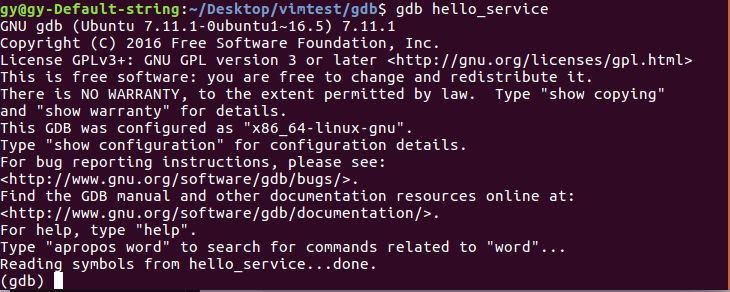 gy@gy-Default-string:~/Desktop/vimtest/gdb$ gdb hello_service
GNU gdb (Ubuntu 7.11.1-0ubuntu1~16.5) 7.11.1
Copyright (C) 2016 Free Software Foundation, Inc.
License GPLv3+: GNU GPL version 3 or later <http://gnu.org/licenses/gpl.html>
This is free software: you are free to change and redistribute it.
There is NO WARRANTY, to the extent permitted by law.  Type "show copying"
and "show warranty" for details.
This GDB was configured as "x86_64-linux-gnu".
Type "show configuration" for configuration details.
For bug reporting instructions, please see:
<http://www.gnu.org/software/gdb/bugs/>.
Find the GDB manual and other documentation resources online at:
<http://www.gnu.org/software/gdb/documentation/>.
For help, type "help".
Type "apropos word" to search for commands related to "word"...
Reading symbols from hello_service...done.
(gdb)